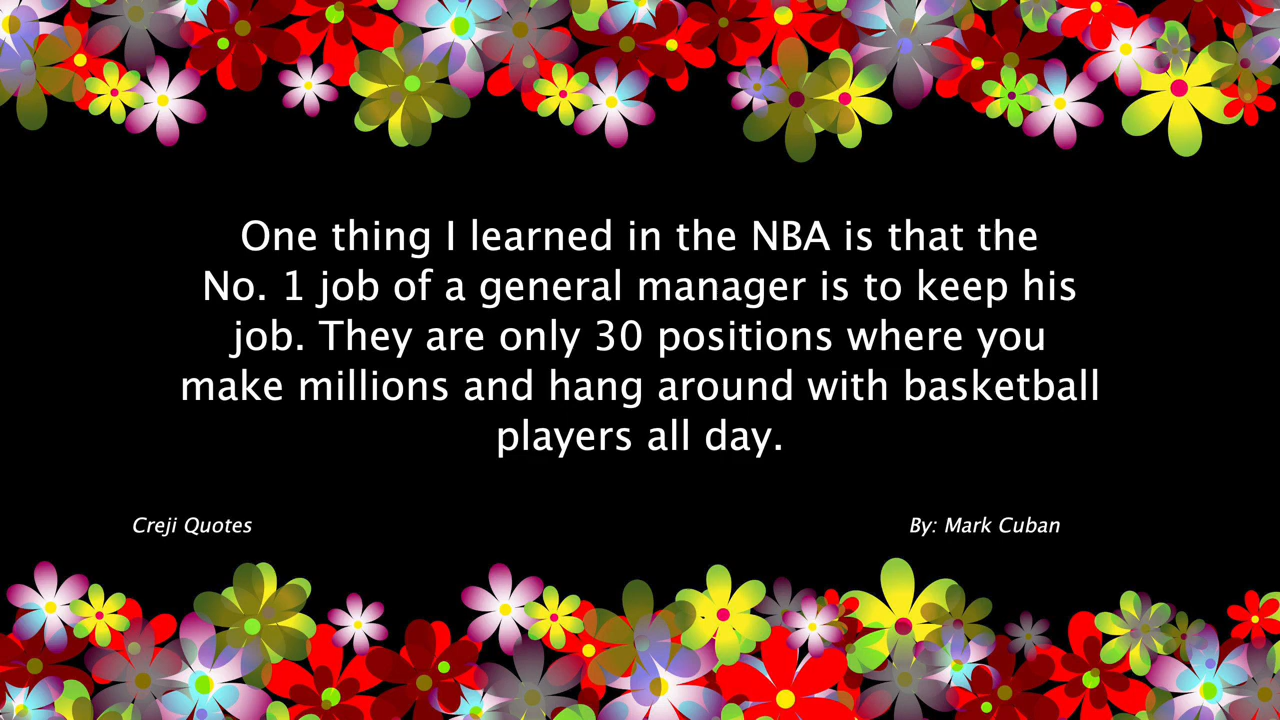 One thing I learned in the NBA is that the
No. 1 job of a general manager is to keep his
job. They are only 30 positions where you
make millions and hang around with basketball
players all day.
Creji Quotes
By: Mark Cuban